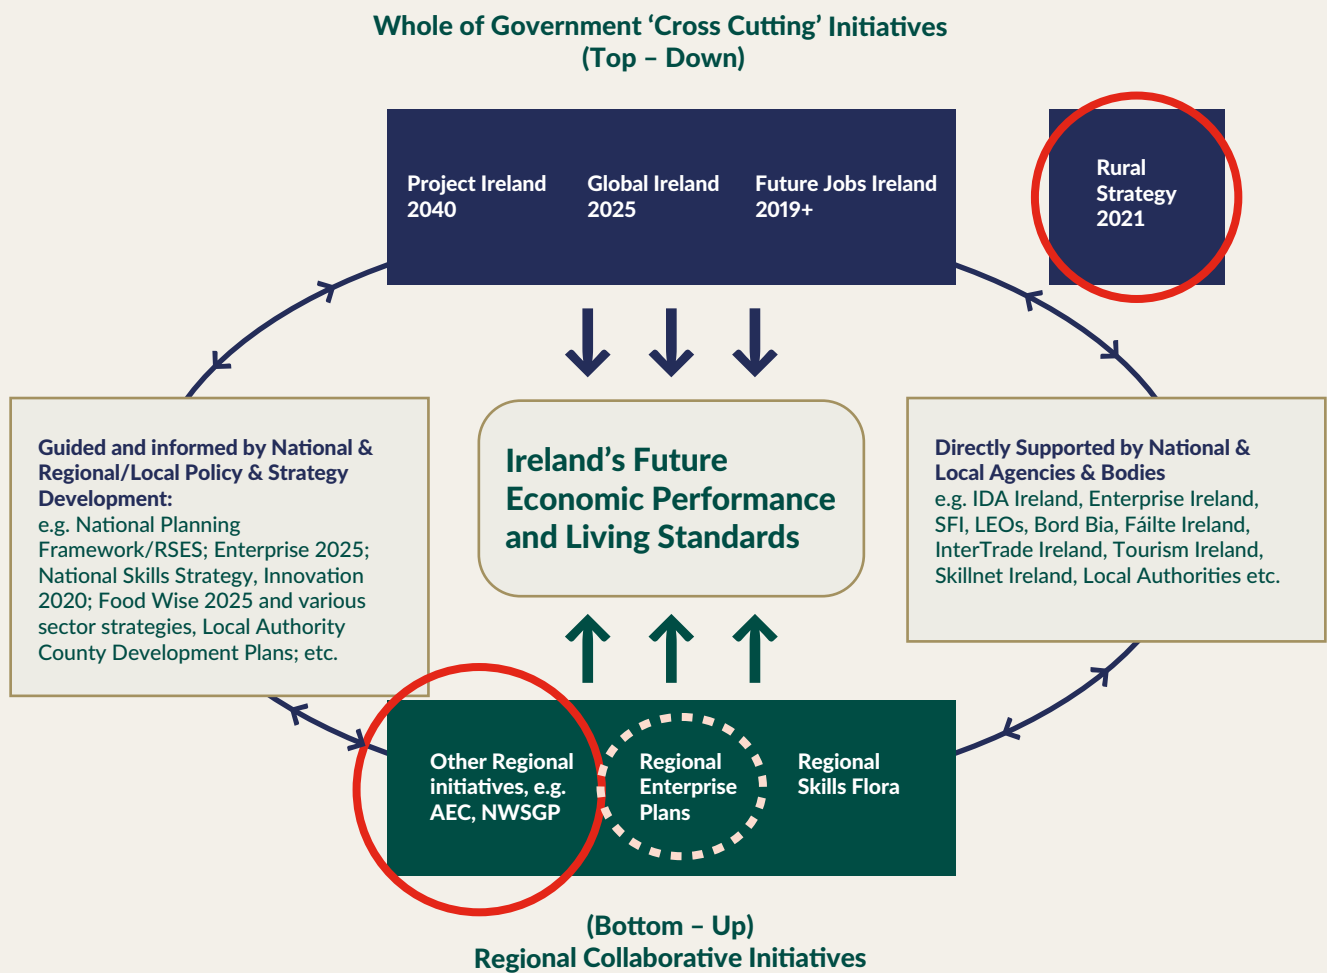 Whole of Government ‘Cross Cutting’ Initiatives
(Top – Down)
Project Ireland
2040
Global Ireland
2025
Future Jobs Ireland
2019+
Rural
Strategy
2021
Guided and informed by National &
Regional/Local Policy & Strategy
Development:
e.g. National Planning
Framework/RSES; Enterprise 2025;
National Skills Strategy, Innovation
2020; Food Wise 2025 and various
sector strategies, Local Authority
County Development Plans; etc.
Ireland’s Future
Economic Performance
and Living Standards
Directly Supported by National &
Local Agencies & Bodies
e.g. IDA Ireland, Enterprise Ireland,
SFI, LEOs, Bord Bia, Fáilte Ireland,
InterTrade Ireland, Tourism Ireland,
Skillnet Ireland, Local Authorities etc.
Other Regional
initiatives, e.g.
AEC, NWSGP
Regional
Enterprise
Plans
Regional
Skills Flora
(Bottom – Up)
Regional Collaborative Initiatives